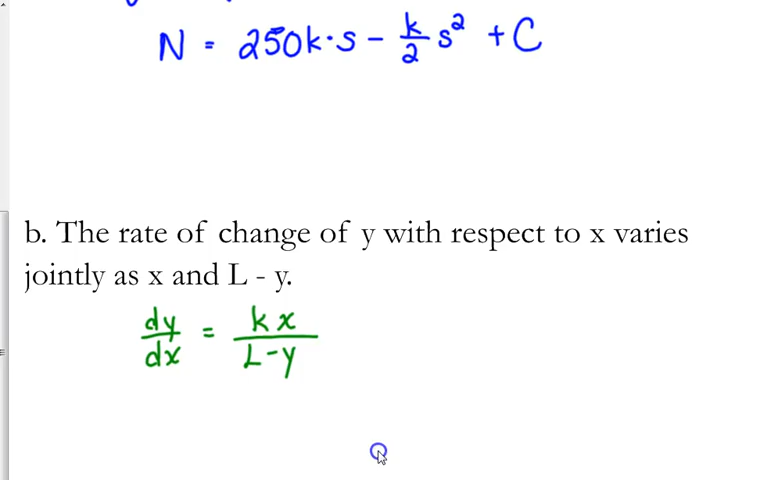 N = 250k·s - k/2 s² + C
b. The rate of change of y with respect to x varies
jointly as x and L - y.
dy/dx = kx/L-y